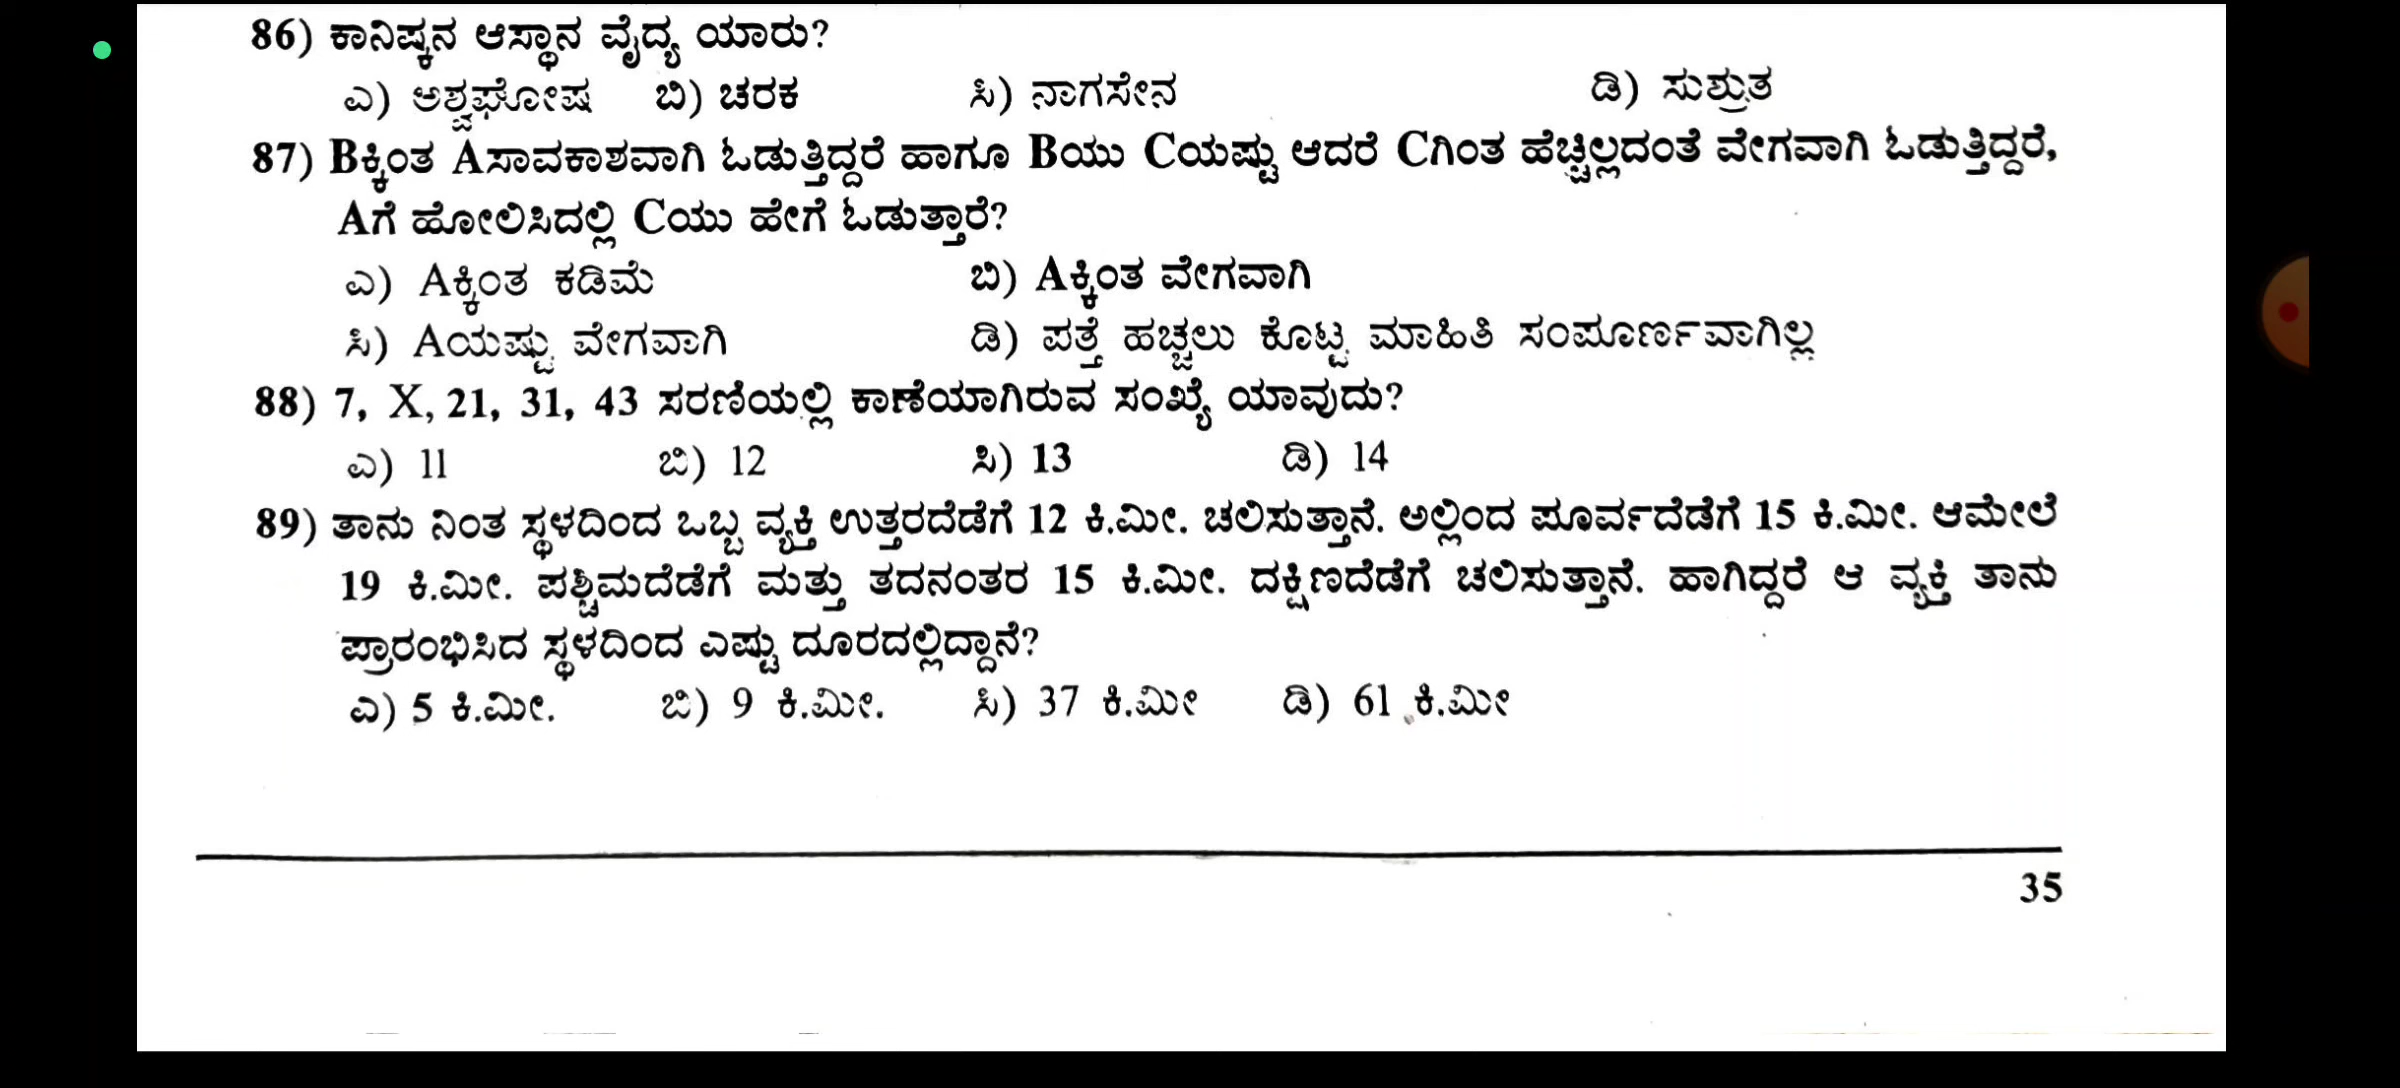 86) ಕಾನಿಷ್ಕನ ಆಸ್ಥಾನ ವೈದ್ಯ ಯಾರು?
ಎ) ಅಶ್ವಘೋಷ ಬಿ) ಚರಕ ಸಿ) ನಾಗಸೇನ ಡಿ) ಸುಶ್ರುತ
87) Bಕ್ಕಿಂತ Aಸಾವಕಾಶವಾಗಿ ಓಡುತ್ತಿದ್ದರೆ ಹಾಗೂ Bಯು Cಯಷ್ಟು ಆದರೆ Cಗಿಂತ ಹೆಚ್ಚಿಲ್ಲದಂತೆ ವೇಗವಾಗಿ ಓಡುತ್ತಿದ್ದರೆ,
Aಗೆ ಹೋಲಿಸಿದಲ್ಲಿ Cಯು ಹೇಗೆ ಓಡುತ್ತಾರೆ?
ಎ) Aಕ್ಕಿಂತ ಕಡಿಮೆ ಬಿ) Aಕ್ಕಿಂತ ವೇಗವಾಗಿ
ಸಿ) Aಯಷ್ಟು ವೇಗವಾಗಿ ಡಿ) ಪತ್ತೆ ಹಚ್ಚಲು ಕೊಟ್ಟ ಮಾಹಿತಿ ಸಂಪೂರ್ಣವಾಗಿಲ್ಲ
88) 7, X, 21, 31, 43 ಸರಣಿಯಲ್ಲಿ ಕಾಣೆಯಾಗಿರುವ ಸಂಖ್ಯೆ ಯಾವುದು?
ಎ) 11 ಬಿ) 12 ಸಿ) 13 ಡಿ) 14
89) ತಾನು ನಿಂತ ಸ್ಥಳದಿಂದ ಒಬ್ಬ ವ್ಯಕ್ತಿ ಉತ್ತರದೆಡೆಗೆ 12 ಕಿ.ಮೀ. ಚಲಿಸುತ್ತಾನೆ. ಅಲ್ಲಿಂದ ಪೂರ್ವದೆಡೆಗೆ 15 ಕಿ.ಮೀ. ಆಮೇಲೆ
19 ಕಿ.ಮೀ. ಪಶ್ಚಿಮದೆಡೆಗೆ ಮತ್ತು ತದನಂತರ 15 ಕಿ.ಮೀ. ದಕ್ಷಿಣದೆಡೆಗೆ ಚಲಿಸುತ್ತಾನೆ. ಹಾಗಿದ್ದರೆ ಆ ವ್ಯಕ್ತಿ ತಾನು
ಪ್ರಾರಂಭಿಸಿದ ಸ್ಥಳದಿಂದ ಎಷ್ಟು ದೂರದಲ್ಲಿದ್ದಾನೆ?
ಎ) 5 ಕಿ.ಮೀ. ಬಿ) 9 ಕಿ.ಮೀ. ಸಿ) 37 ಕಿ.ಮೀ ಡಿ) 61 ಕಿ.ಮೀ
35